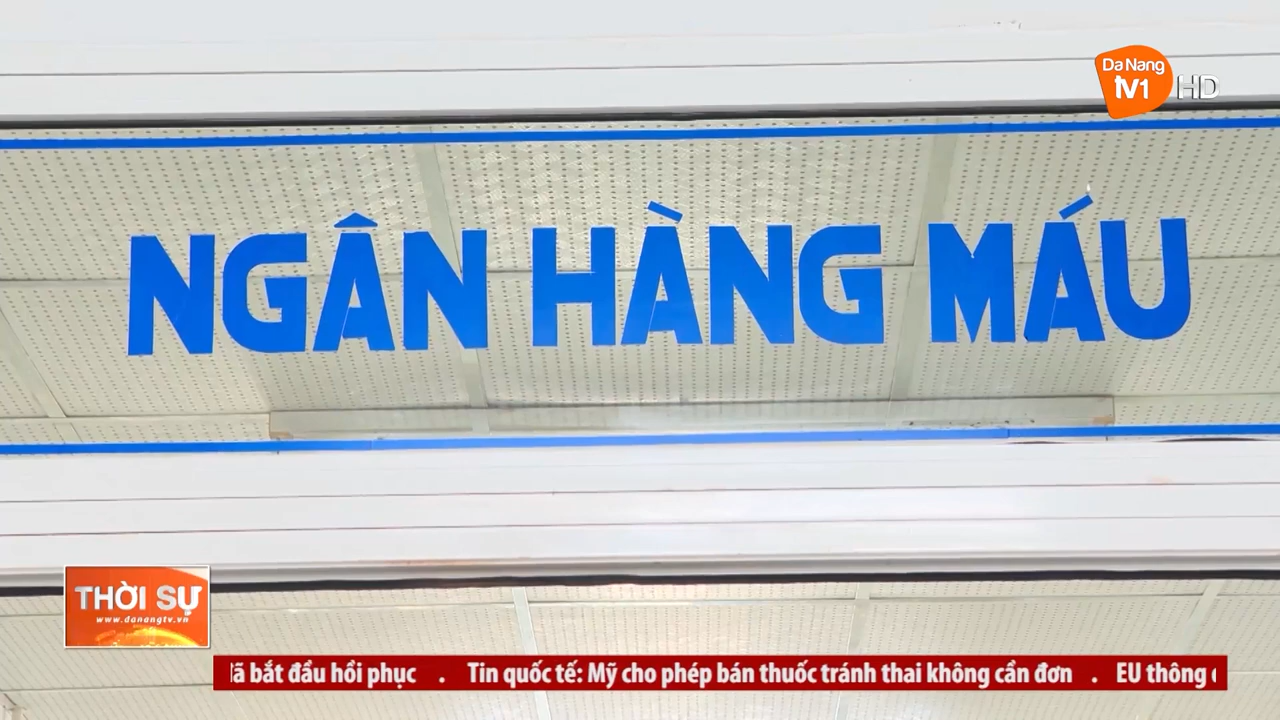 Da Nang
TV1 HD
NGÂN HÀNG MÁU
THỜI SỰ
www.danangtv.vn
bắt đầu hồi phục . Tin quốc tế: Mỹ cho phép bán thuốc tránh thai không cần đơn . EU thông